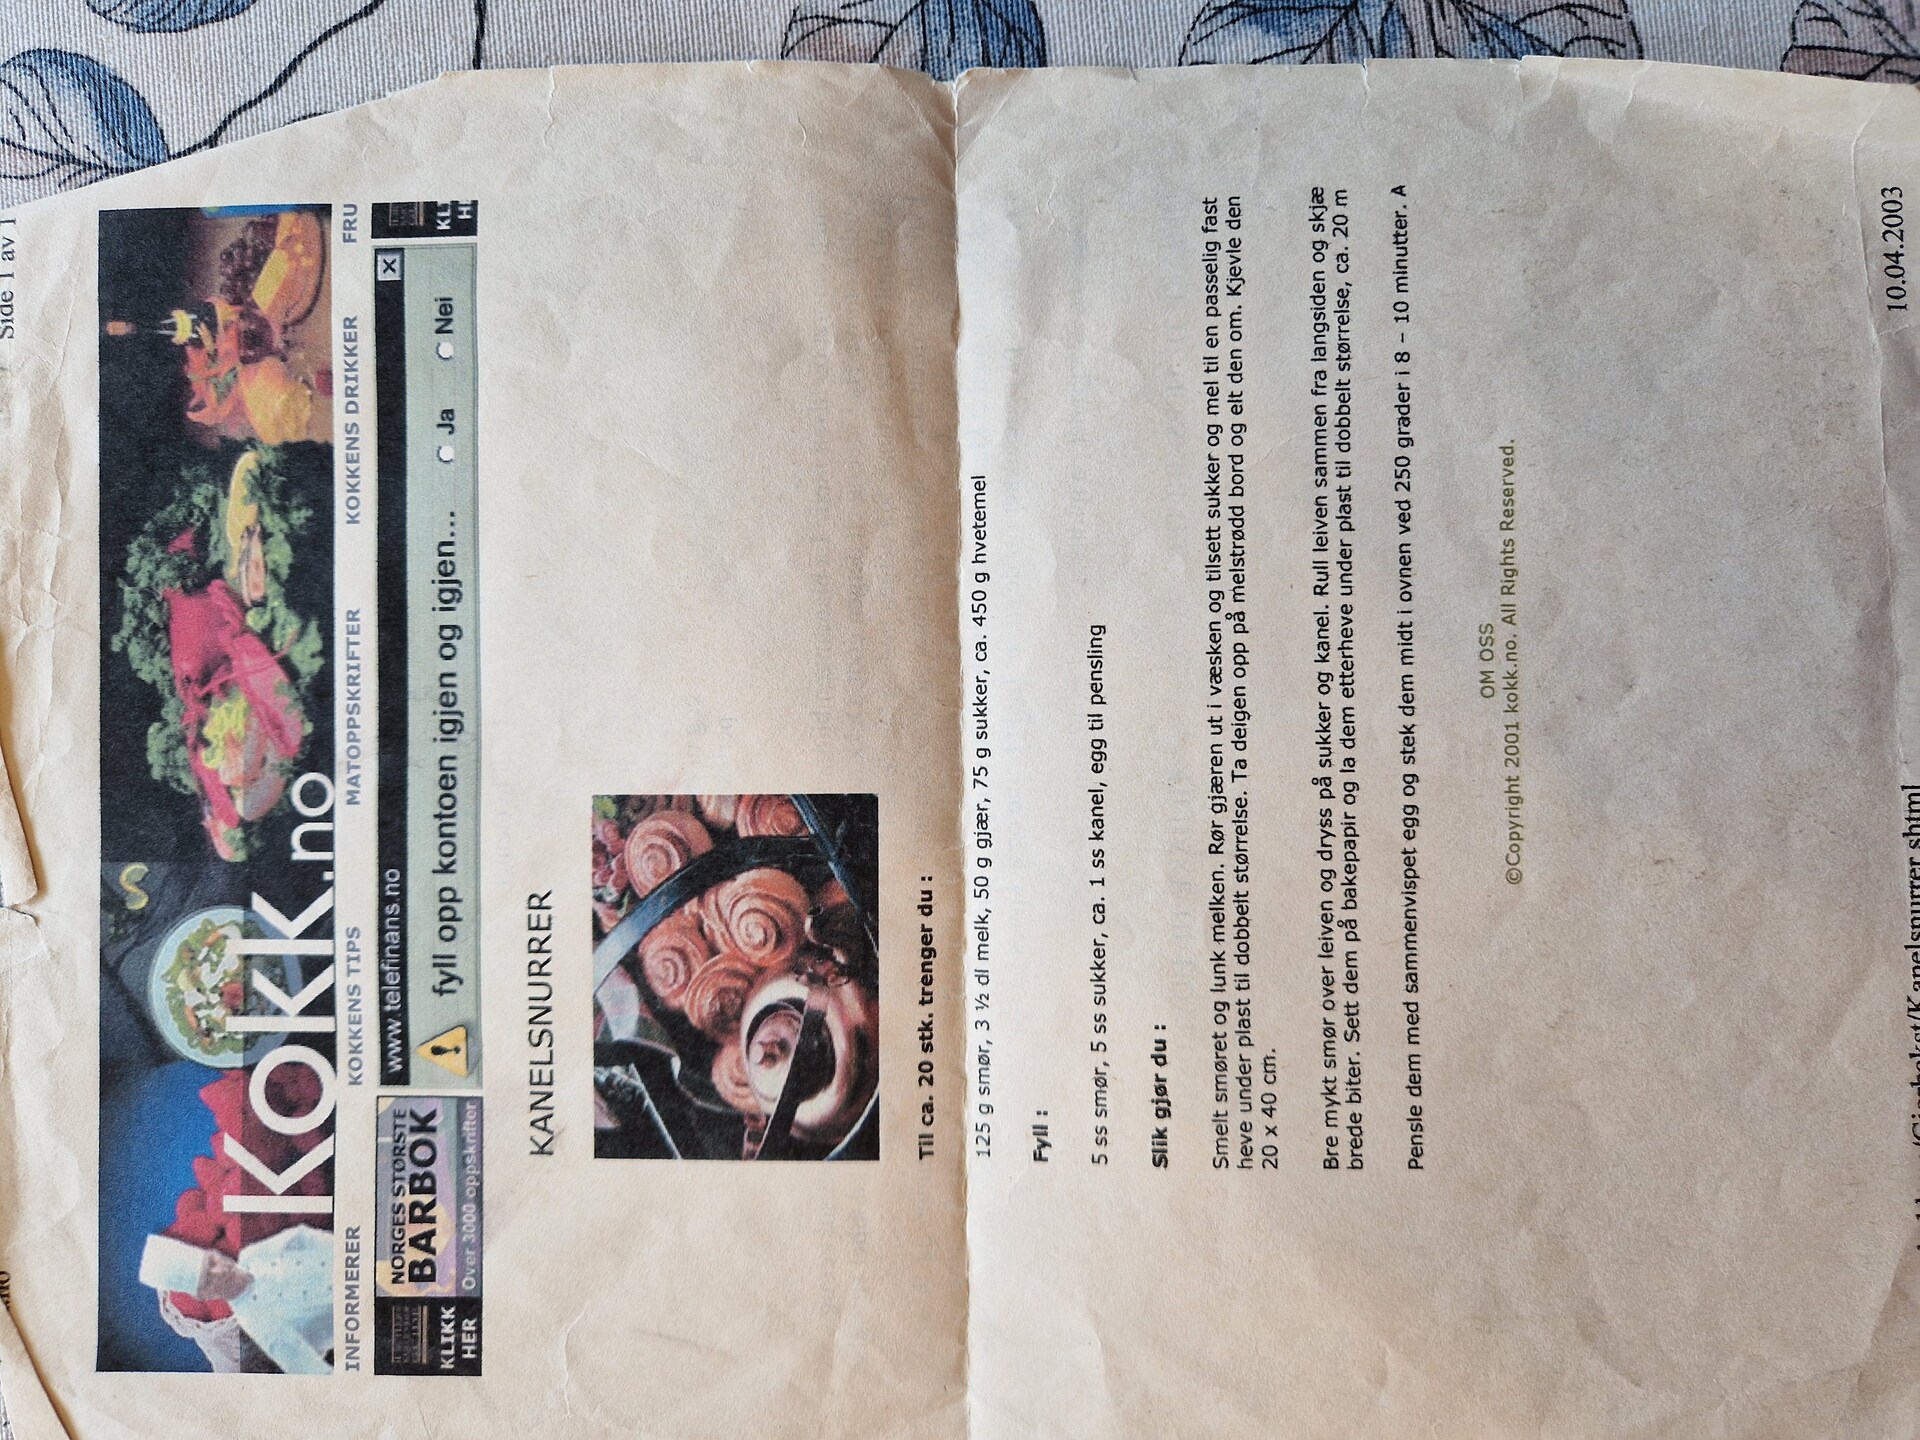 Side 1 av 1
Kokk.no
INFORMERER KOKKENS TIPS MATOPPSKRIFTER KOKKENS DRIKKER FRU
KLIKK HER
NORGES STØRSTE
BARBOK
Over 3000 oppskrifter
www.telefinans.no
fyll opp kontoen igjen og igjen... Ja Nei
KANELSNURRER
Til ca. 20 stk. trenger du :
125 g smør, 3 ½ dl melk, 50 g gjær, 75 g sukker, ca. 450 g hvetemel
Fyll :
5 ss smør, 5 ss sukker, ca. 1 ss kanel, egg til pensling
Slik gjør du :
Smelt smøret og lunk melken. Rør gjæren ut i væsken og tilsett sukker og mel til en passelig fast
heve under plast til dobbelt størrelse. Ta deigen opp på melstrødd bord og elt den om. Kjevle den
20 x 40 cm.
Bre mykt smør over leiven og dryss på sukker og kanel. Rull leiven sammen fra langsiden og skjæ
brede biter. Sett dem på bakepapir og la dem etterheve under plast til dobbelt størrelse, ca. 20 m
Pensle dem med sammenvispet egg og stek dem midt i ovnen ved 250 grader i 8 – 10 minutter. A
OM OSS
©Copyright 2001 kokk.no. All Rights Reserved.
10.04.2003
/Gjærbakst/Kanelsnurrer.shtml